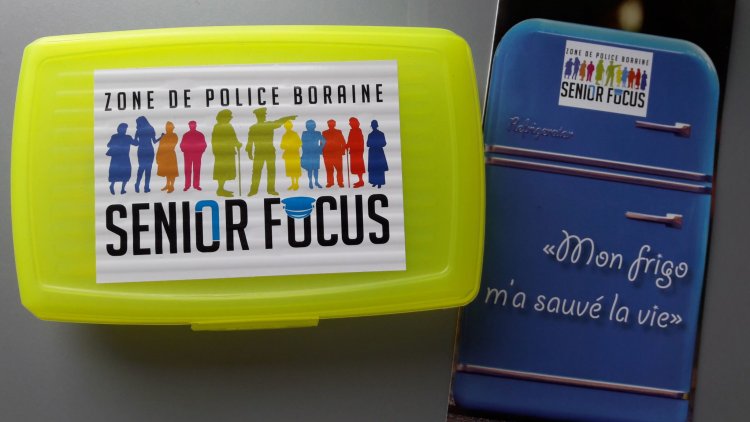 ZONE DE POLICE BORAINE
SENIOR FOCUS
ZONE DE POLICE BORAINE
SENIOR FOCUS
Refrigerator
«Mon frigo
m'a sauvé la vie»